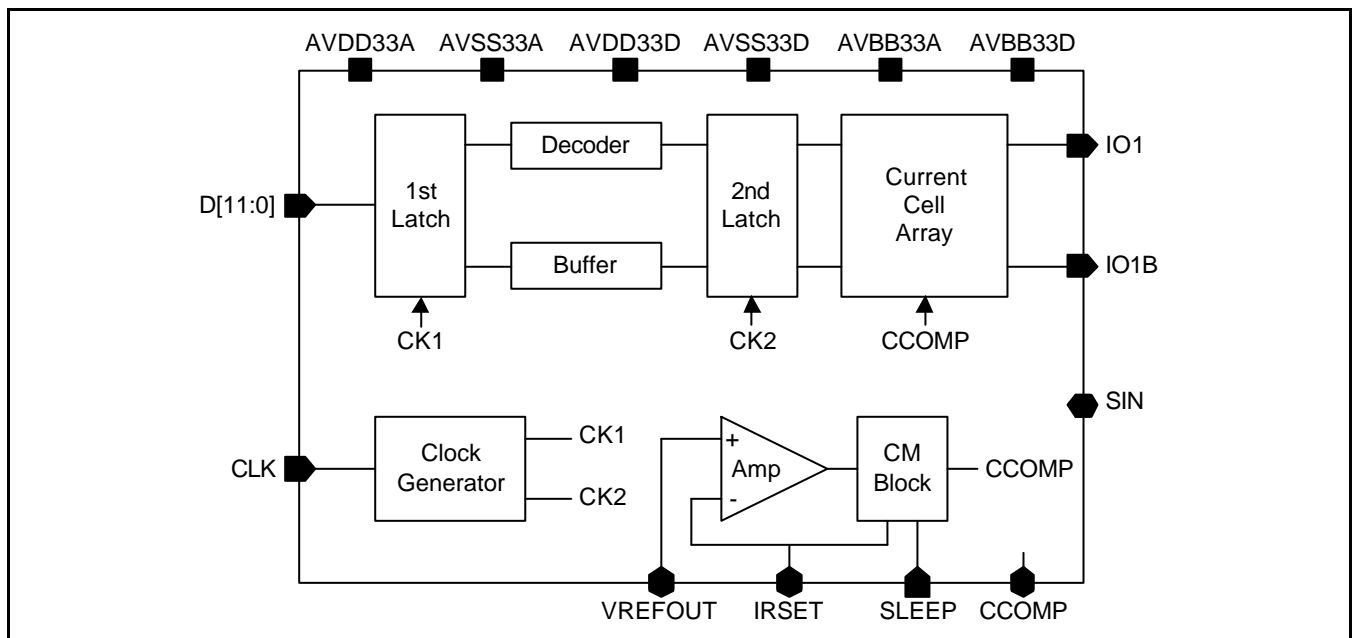 AVDD33A AVSS33A AVDD33D AVSS33D AVBB33A AVBB33D
D[11:0]
1st
Latch
Decoder
Buffer
2nd
Latch
Current
Cell
Array
IO1
IO1B
CK1
CK2
CCOMP
SIN
CLK
Clock
Generator
CK1
CK2
+
Amp
-
CM
Block
CCOMP
VREFOUT IRSET SLEEP CCOMP